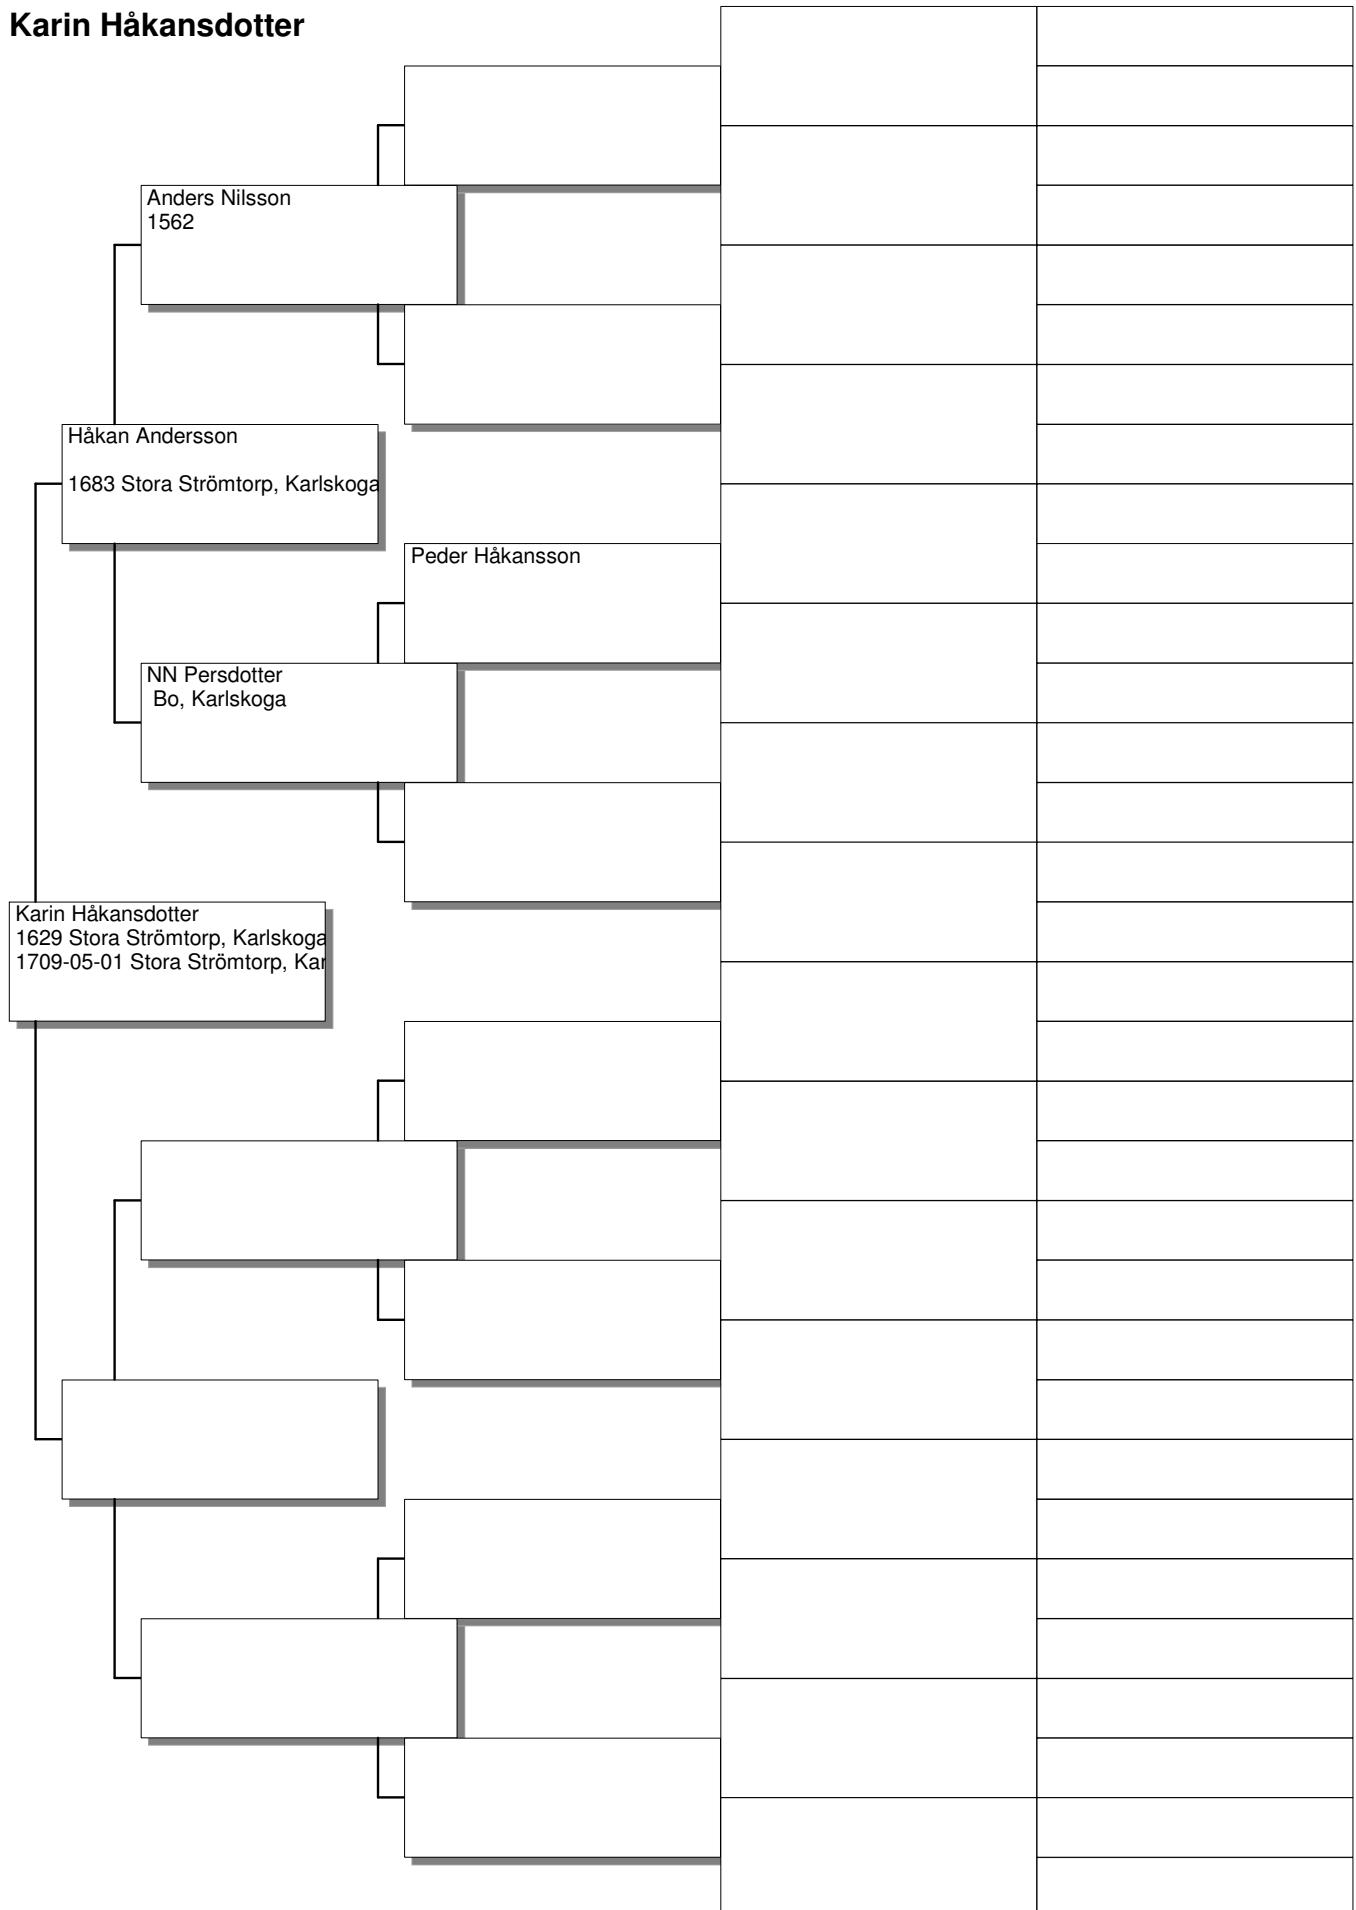 Karin Håkansdotter
Anders Nilsson
1562
Håkan Andersson
1683 Stora Strömtorp, Karlskoga
Peder Håkansson
NN Persdotter
Bo, Karlskoga
Karin Håkansdotter
1629 Stora Strömtorp, Karlskoga
1709-05-01 Stora Strömtorp, Kar